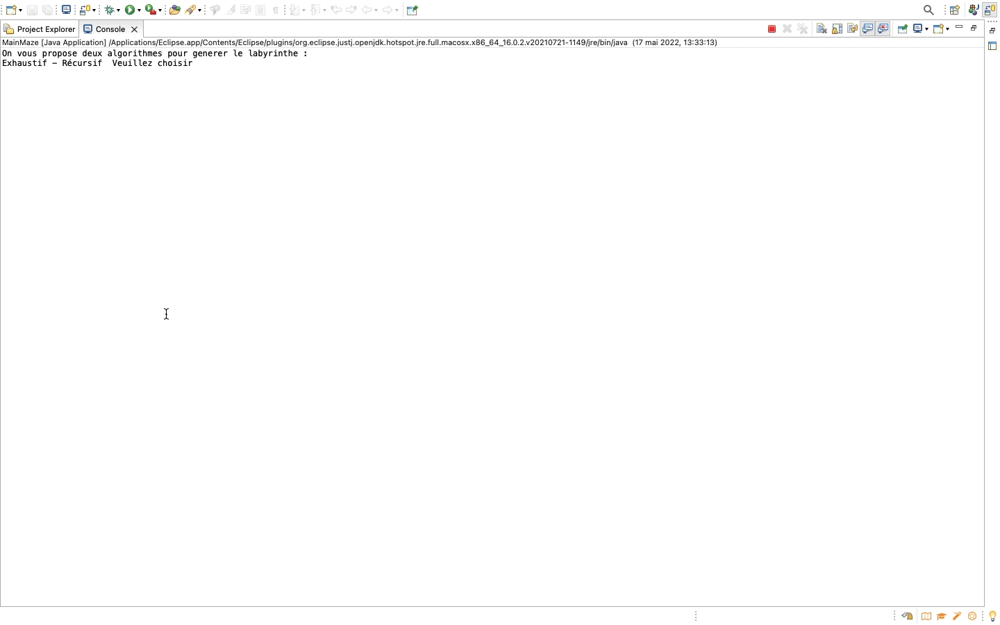 Project Explorer
Console
MainMaze [Java Application] /Applications/Eclipse.app/Contents/Eclipse/plugins/org.eclipse.justj.openjdk.hotspot.jre.full.macosx.x86_64_16.0.2.v20210721-1149/jre/bin/java (17 mai 2022, 13:33:13)
On vous propose deux algorithmes pour generer le labyrinthe :
Exhaustif – Récursif  Veuillez choisir